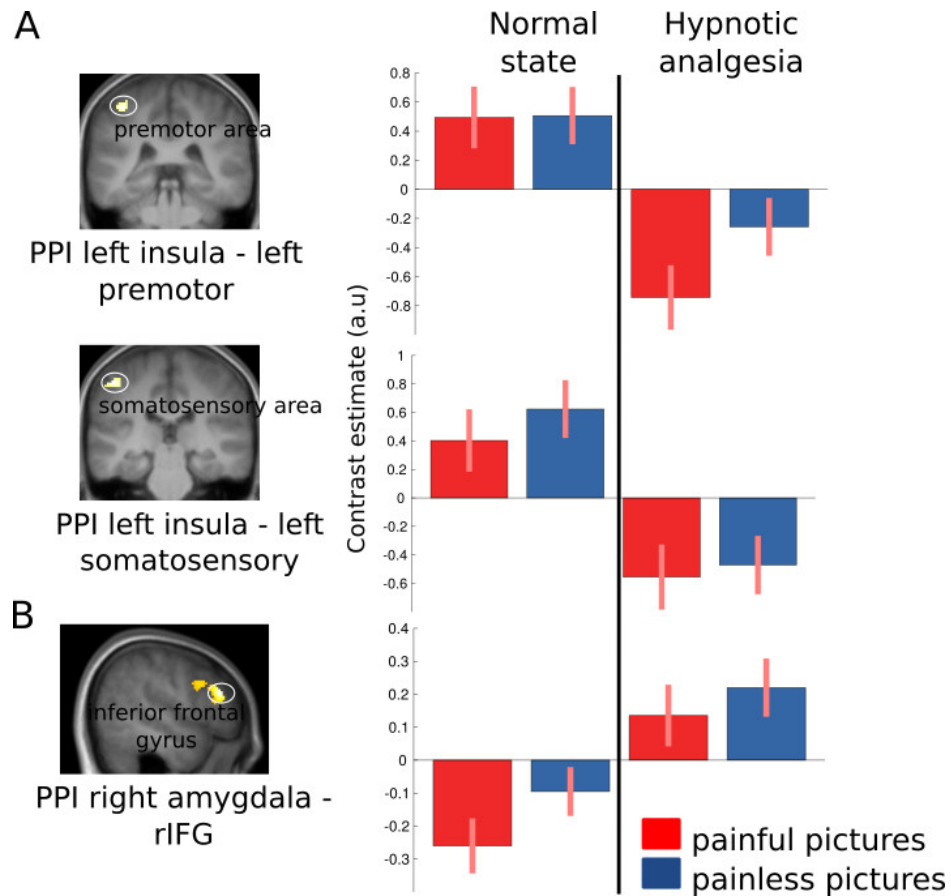 A
Normal
state
Hypnotic
analgesia
premotor area
PPI left insula - left
premotor
0.8
0.6
0.4
0.2
0
-0.2
-0.4
-0.6
-0.8
Contrast estimate (a.u)
somatosensory area
PPI left insula - left
somatosensory
1
0.8
0.6
0.4
0.2
0
-0.2
-0.4
-0.6
B
inferior frontal
gyrus
PPI right amygdala -
rIFG
0.4
0.3
0.2
0.1
0
-0.1
-0.2
-0.3
painful pictures
painless pictures